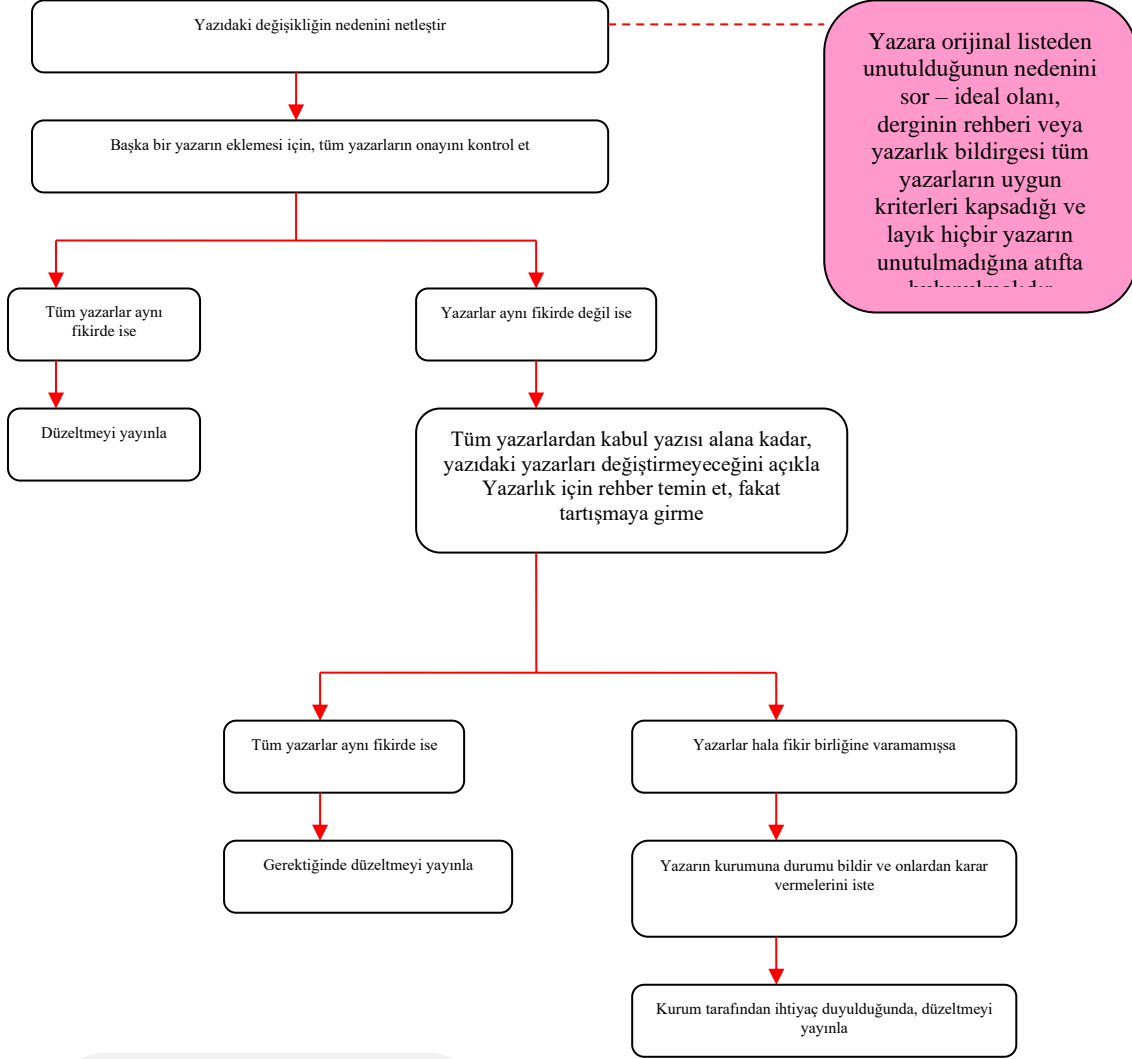 Yazıdaki değişikliğin nedenini netleştir
Yazara orijinal listeden
unutulduğunun nedenini
sor – ideal olanı,
derginin rehberi veya
yazarlık bildirgesi tüm
yazarların uygun
kriterleri kapsadığı ve
layık hiçbir yazarın
unutulmadığına atıfta
Başka bir yazarın eklemesi için, tüm yazarların onayını kontrol et
Tüm yazarlar aynı
fikirde ise
Yazarlar aynı fikirde değil ise
Düzeltmeyi yayınla
Tüm yazarlardan kabul yazısı alana kadar,
yazıdaki yazarları değiştirmeyeceğini açıkla
Yazarlık için rehber temin et, fakat
tartışmaya girme
Tüm yazarlar aynı fikirde ise
Yazarlar hala fikir birliğine varamamışsa
Gerektiğinde düzeltmeyi yayınla
Yazarın kurumuna durumu bildir ve onlardan karar
vermelerini iste
Kurum tarafından ihtiyaç duyulduğunda, düzeltmeyi
yayınla